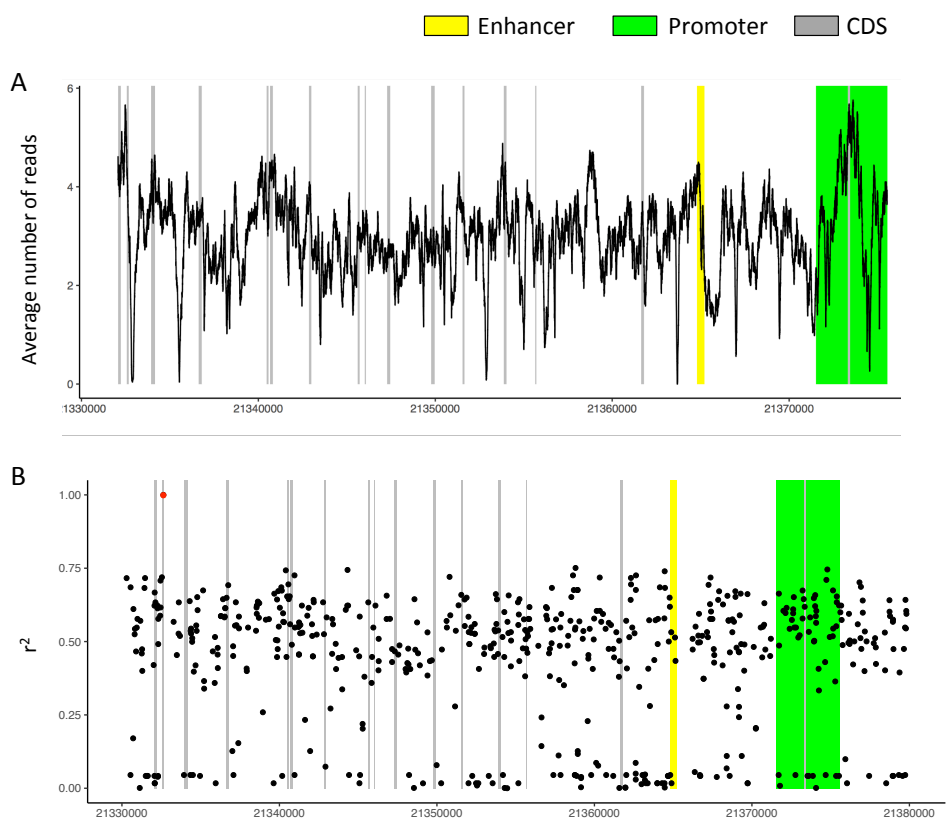 Enhancer Promoter CDS
A
Average number of reads
6
4
2
0
21330000 21340000 21350000 21360000 21370000
B
r2
1.00
0.75
0.50
0.25
0.00
21330000 21340000 21350000 21360000 21370000 21380000